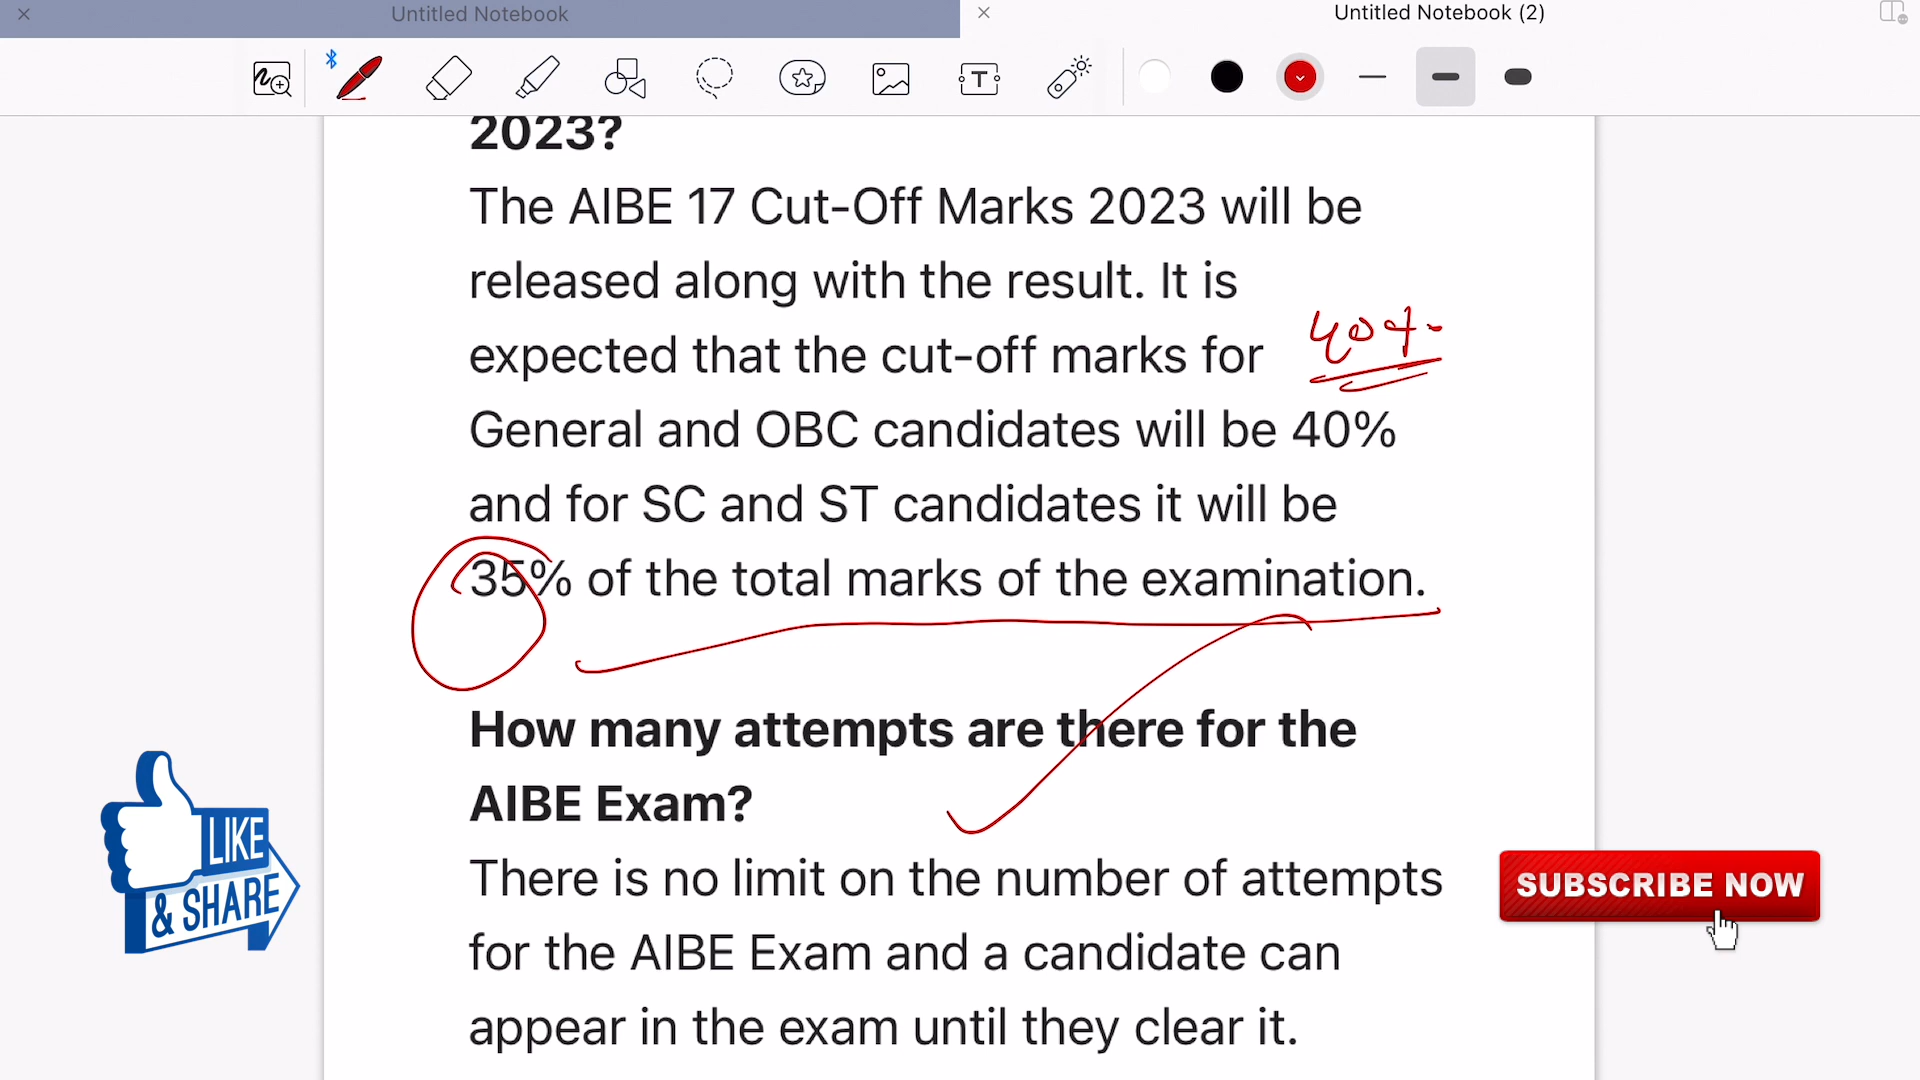 Untitled Notebook
Untitled Notebook (2)
T
2023?
The AIBE 17 Cut-Off Marks 2023 will be
released along with the result. It is
expected that the cut-off marks for
40%
General and OBC candidates will be 40%
and for SC and ST candidates it will be
35% of the total marks of the examination.
How many attempts are there for the
AIBE Exam?
There is no limit on the number of attempts
for the AIBE Exam and a candidate can
appear in the exam until they clear it.
LIKE
& SHARE
SUBSCRIBE NOW